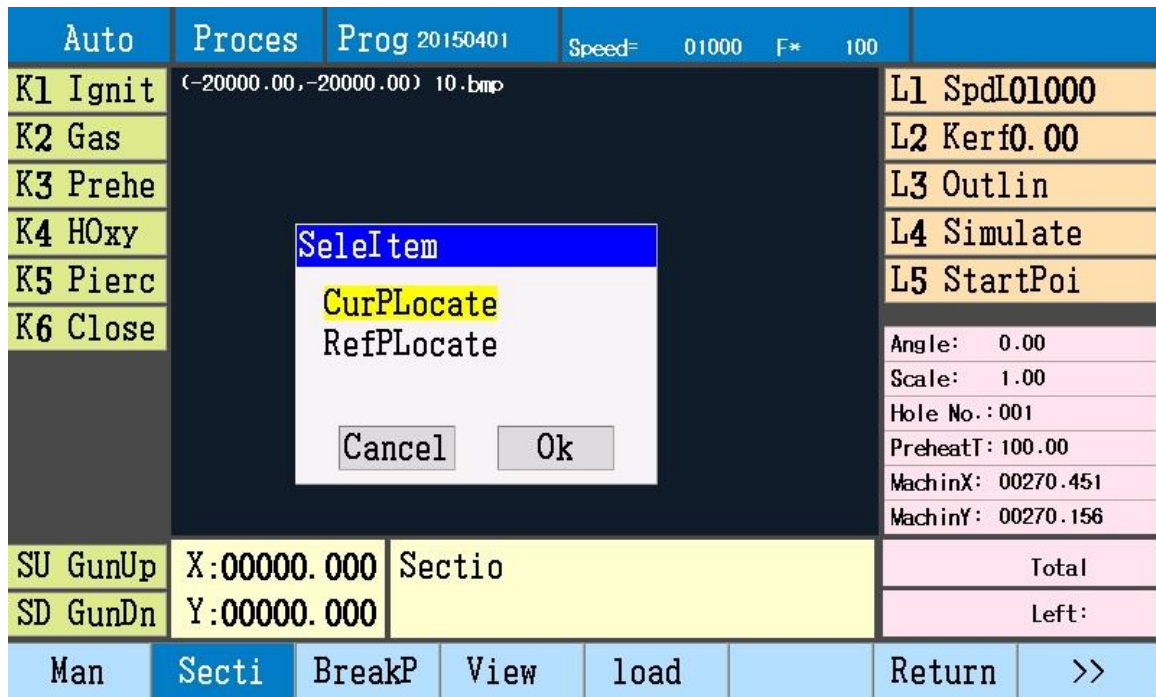 Auto Proces Prog 20150401 Speed= 01000 F* 100
K1 Ignit
K2 Gas
K3 Prehe
K4 HOxy
K5 Pierc
K6 Close
(-20000.00,-20000.00) 10.bmp
SeleItem
CurPLocate
RefPLocate
Cancel Ok
L1 SpdL01000
L2 Kerf0.00
L3 Outlin
L4 Simulate
L5 StartPoi
Angle: 0.00
Scale: 1.00
Hole No.:001
PreheatT:100.00
MachinX: 00270.451
MachinY: 00270.156
SU GunUp
SD GunDn
X:00000.000
Y:00000.000
Sectio
Total
Left:
Man Secti BreakP View load Return >>